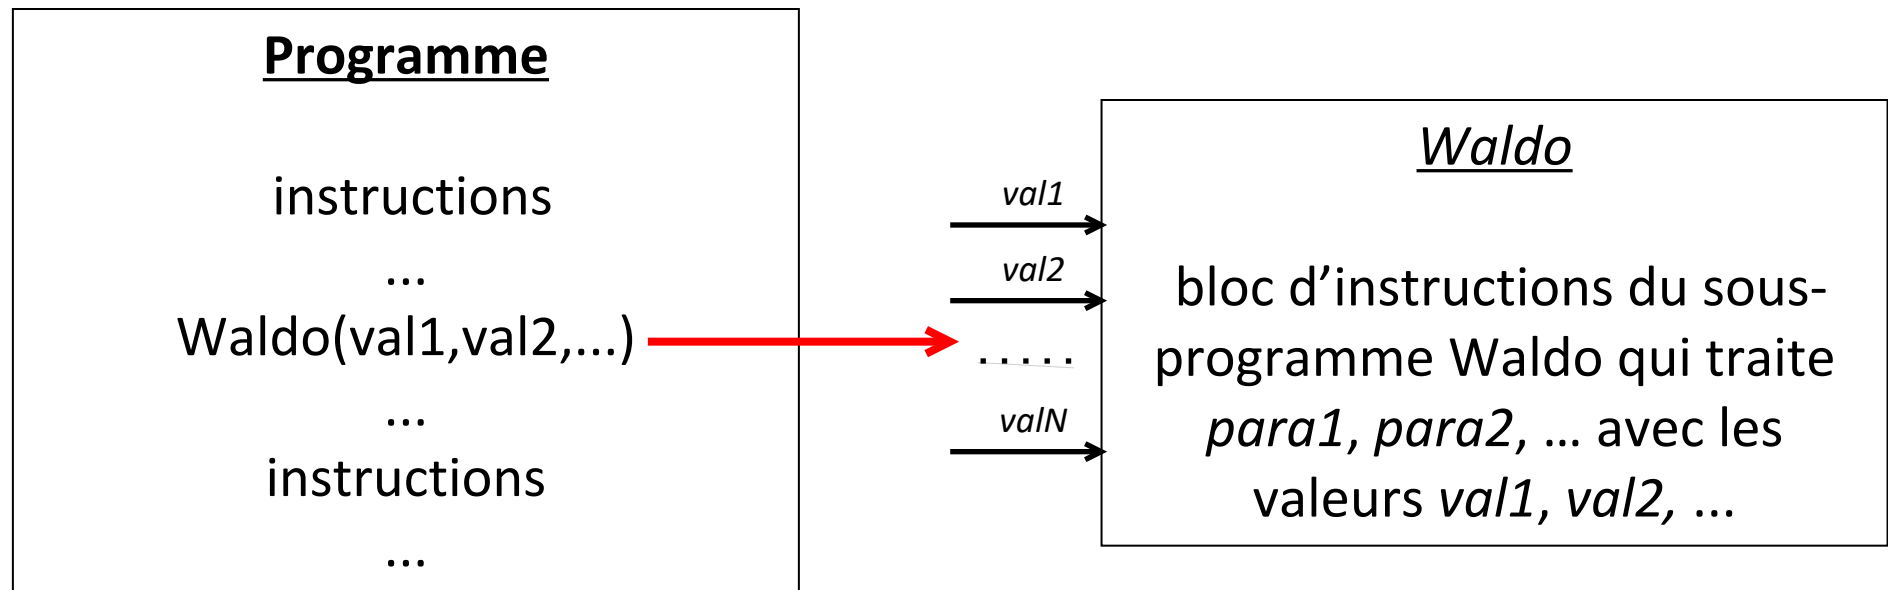 Programme
instructions
...
Waldo(val1,val2,...)
...
instructions
...
val1
val2
.....
valN
Waldo
bloc d’instructions du sous-
programme Waldo qui traite
para1, para2, … avec les
valeurs val1, val2, ...